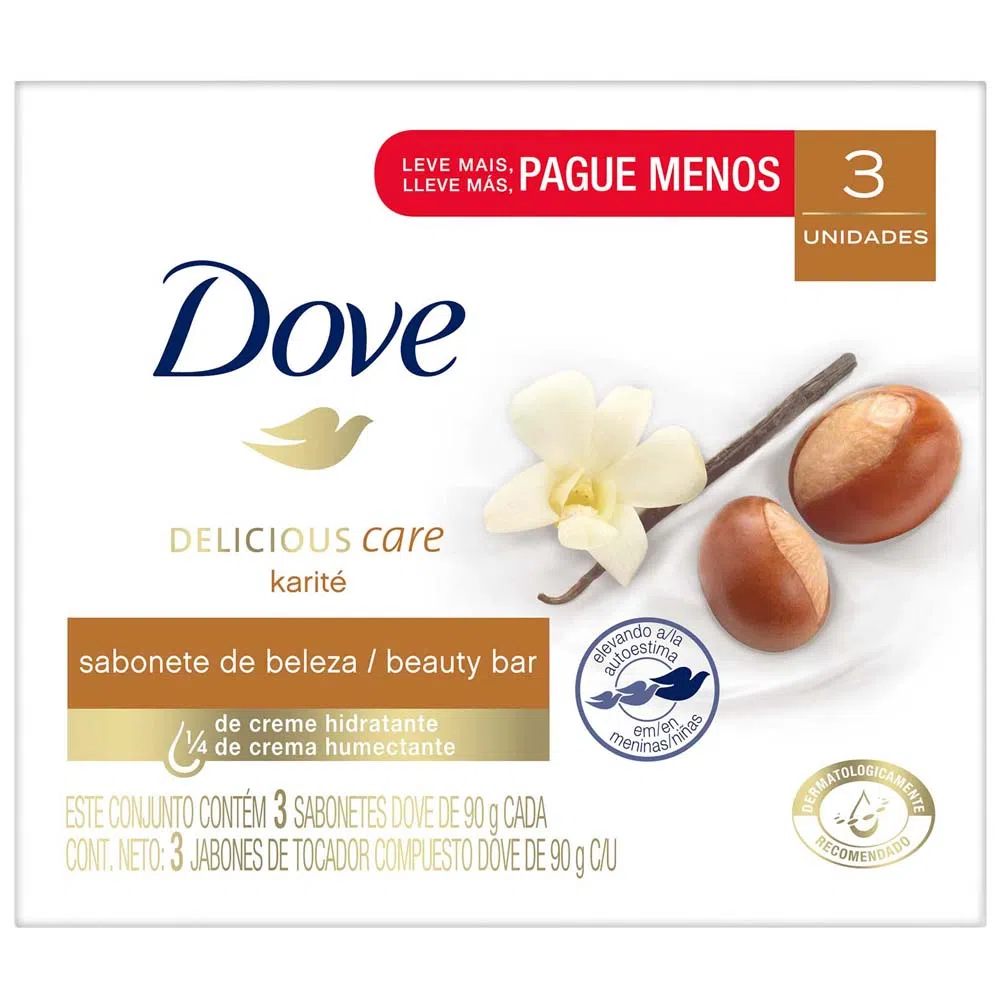 LEVE MAIS,
LLEVE MÁS, PAGUE MENOS
3
UNIDADES
Dove
DELICIOUS care
karité
sabonete de beleza / beauty bar
1/4 de creme hidratante
de crema humectante
elevando a/la
autoestima
em/en
meninas/niñas
ESTE CONJUNTO CONTÉM 3 SABONETES DOVE DE 90 g CADA
CONT. NETO: 3 JABONES DE TOCADOR COMPUESTO DOVE DE 90 g C/U
DERMATOLOGICAMENTE
RECOMENDADO